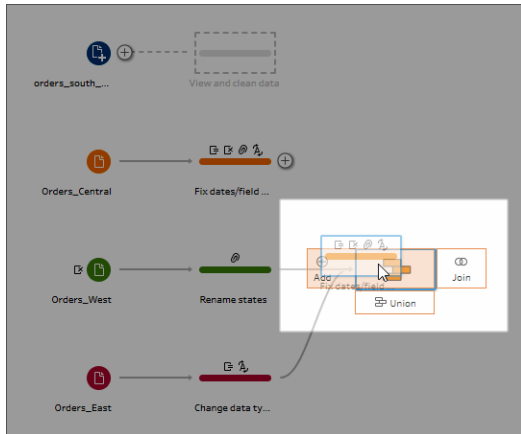 orders_south_...
View and clean data
Orders_Central
Fix dates/field ...
Add
Join
Fix dates/field ...
Union
Orders_West
Rename states
Orders_East
Change data ty...